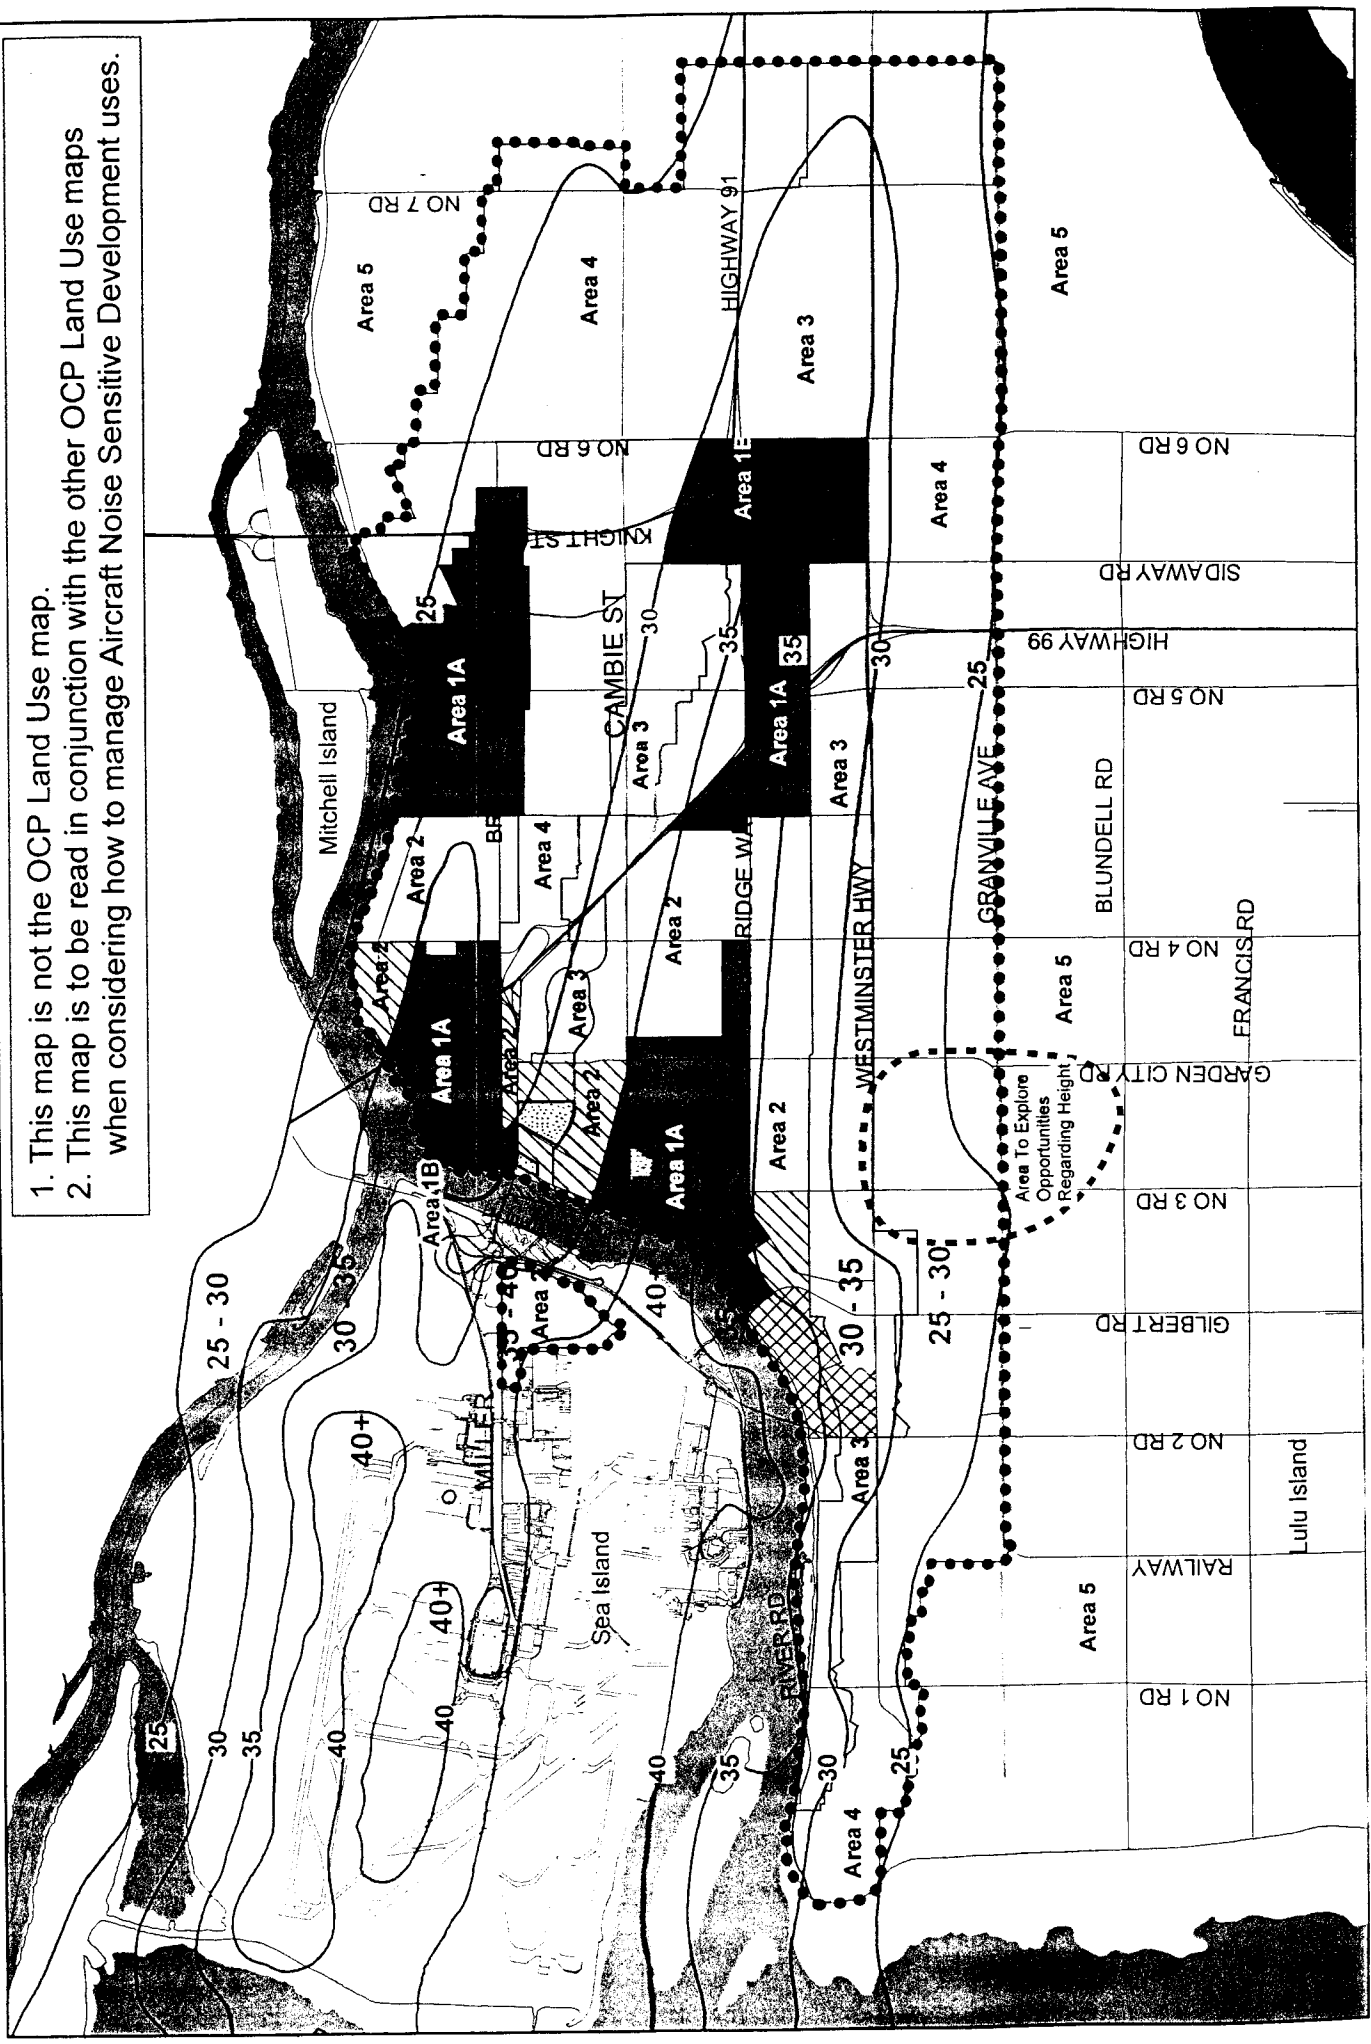 1. This map is not the OCP Land Use map.
2. This map is to be read in conjunction with the other OCP Land Use maps
when considering how to manage Aircraft Noise Sensitive Development uses.
Mitchell Island
Area 5
NO 7 RD
Area 4
HIGHWAY 91
Area 3
Area 5
NO 6 RD
Area 1B
Area 4
NO 6 RD
KNIGHT ST
SIDAWAY RD
25
CAMBIE ST
30
35
35
30
25
HIGHWAY 99
NO 5 RD
Area 1A
Area 3
Area 1A
Area 3
GRANVILLE AVE
BLUNDELL RD
Area 2
Area 4
Area 2
WESTMINSTER HWY
NO 4 RD
FRANCIS RD
Area 2
Area 1A
Area 3
Area 5
Area 2
GARDEN CITY RD
Area 1A
Area 2
Area To Explore
Opportunities
Regarding Height
NO 3 RD
Area 1B
25 - 30
30 - 35
35 - 40
Area 2
40+
35
30 - 35
25 - 30
GILBERT RD
40+
MILLER
Area 3
NO 2 RD
Lulu Island
40+
Sea Island
RIVER RD
RAILWAY
Area 5
NO 1 RD
25
30
35
40
40
40
35
30
25
Area 4